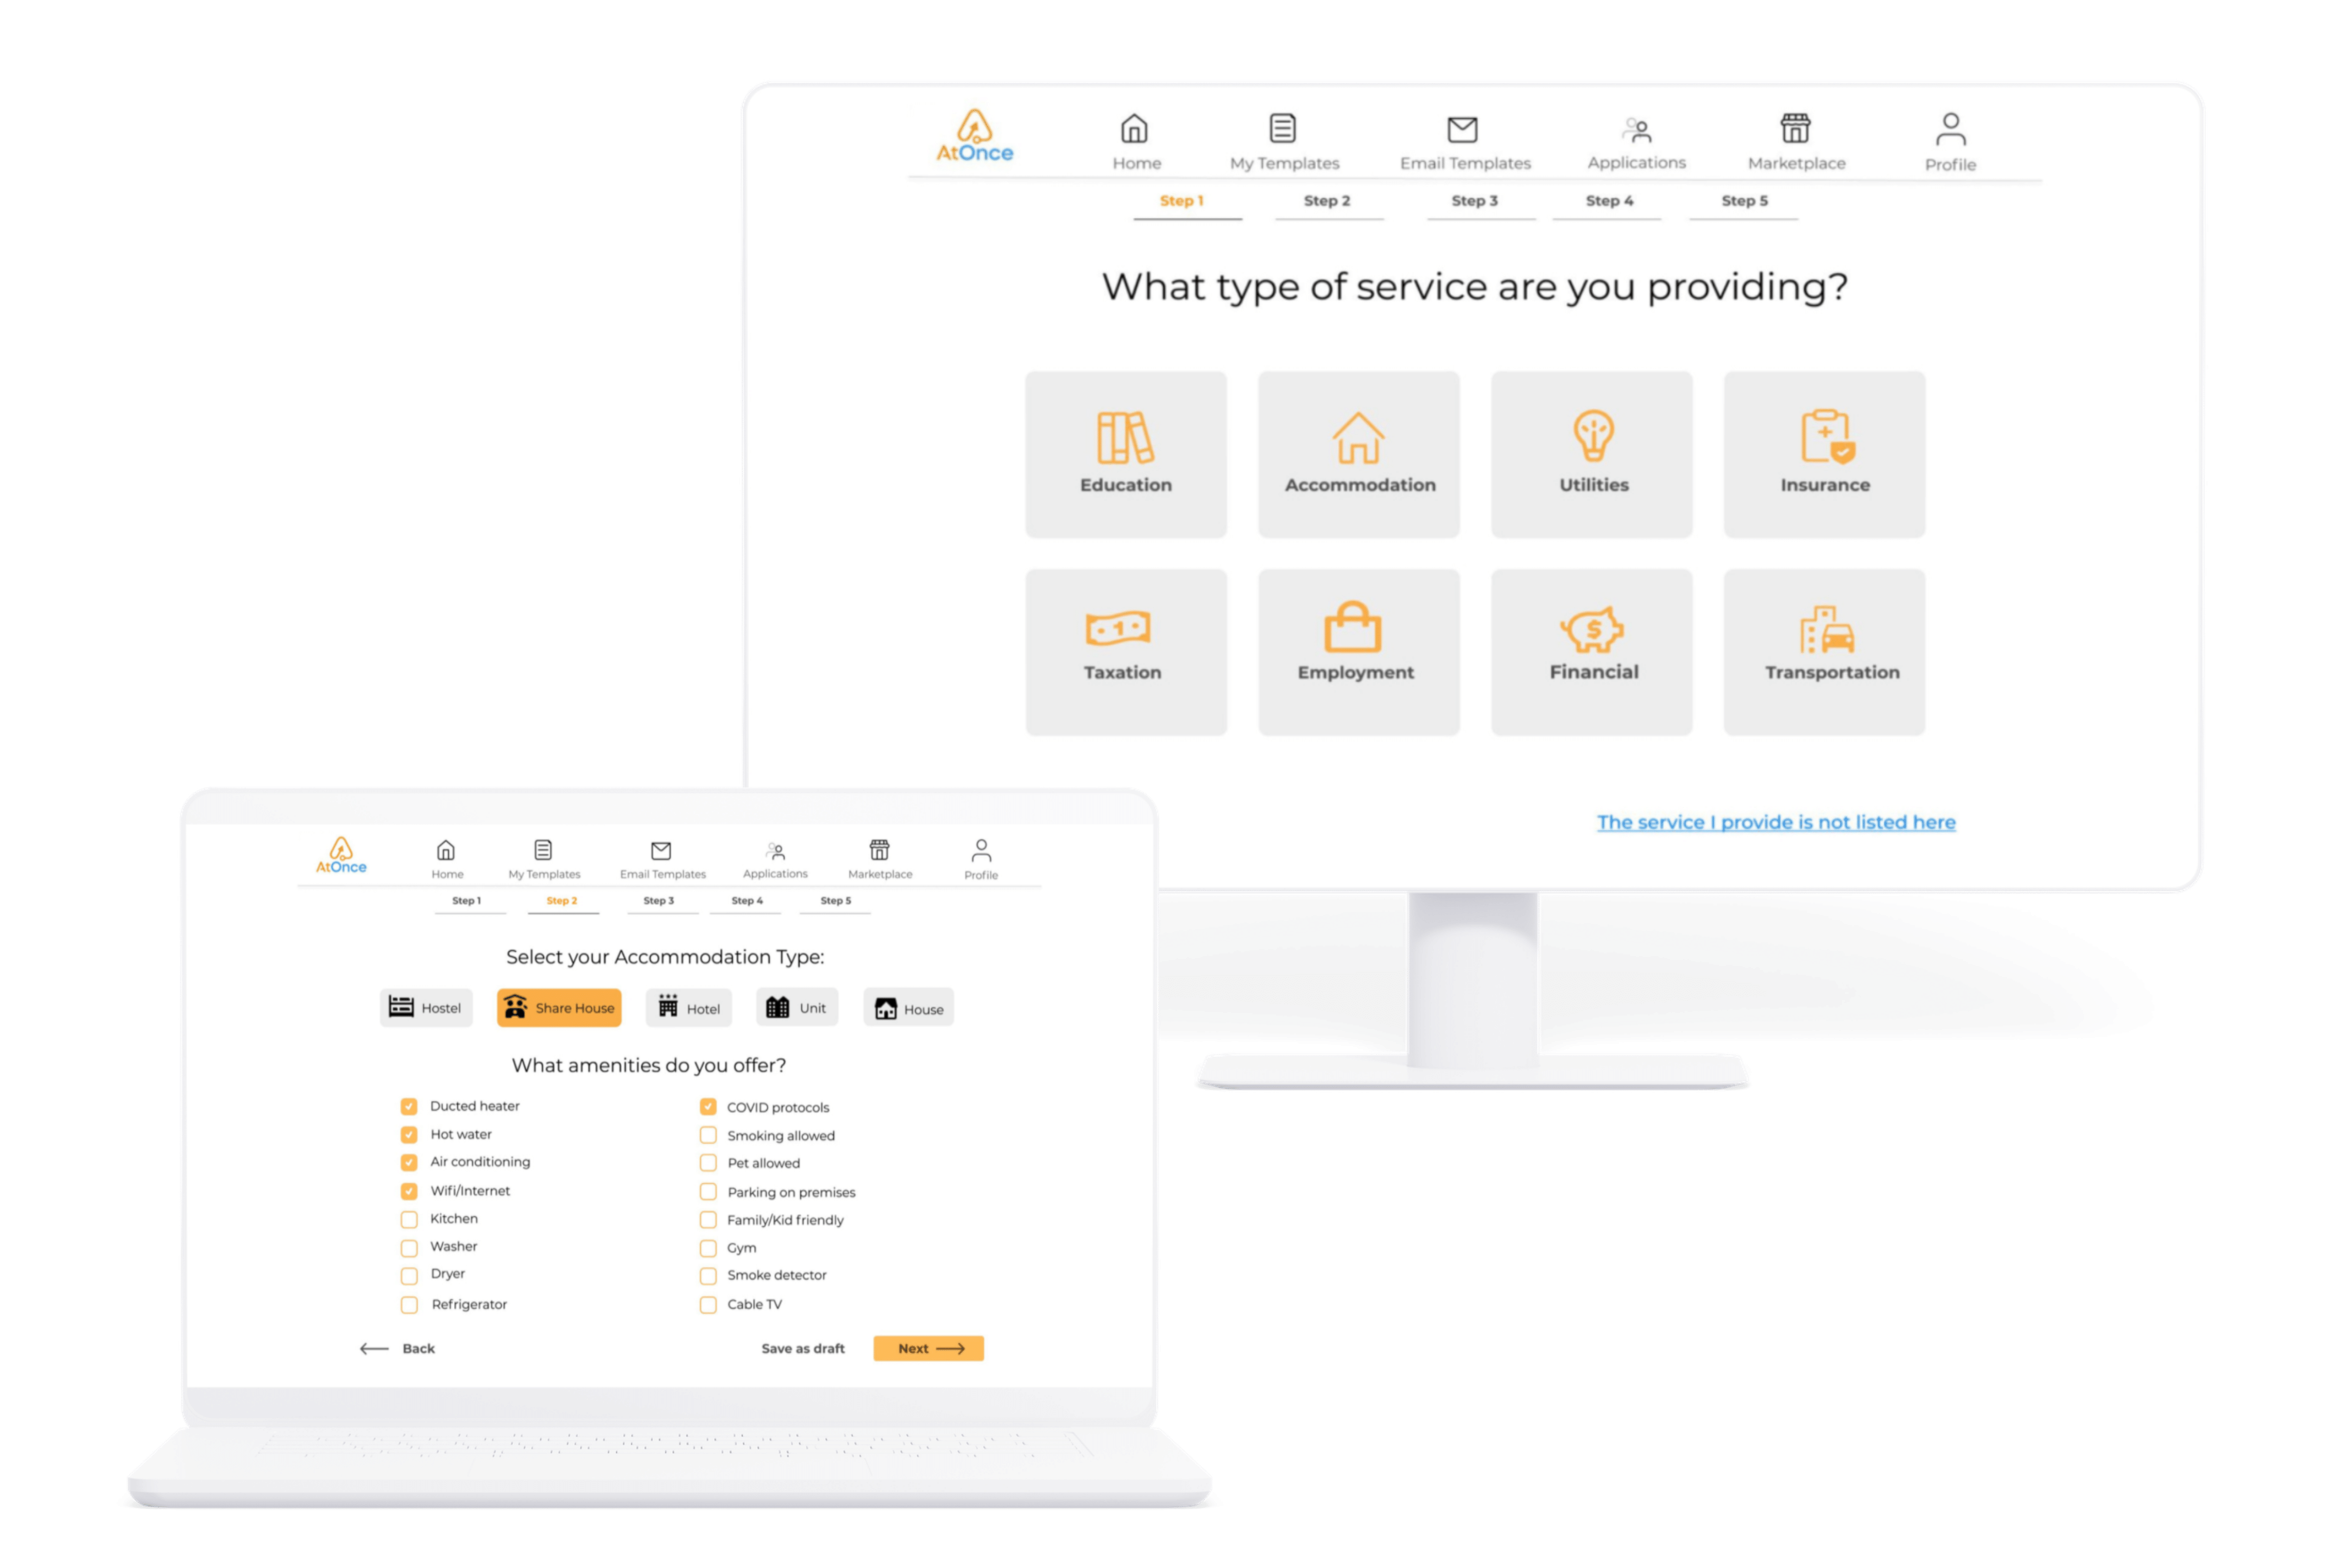 AtOnce
Home My Templates Email Templates Applications Marketplace Profile
Step 1 Step 2 Step 3 Step 4 Step 5
What type of service are you providing?
Education Accommodation Utilities Insurance
1 $
Taxation Employment Financial Transportation
The service I provide is not listed here
AtOnce
Home My Templates Email Templates Applications Marketplace Profile
Step 1 Step 2 Step 3 Step 4 Step 5
Select your Accommodation Type:
Hostel Share House Hotel Unit House
What amenities do you offer?
Ducted heater COVID protocols
Hot water Smoking allowed
Air conditioning Pet allowed
Wifi/Internet Parking on premises
Kitchen Family/Kid friendly
Washer Gym
Dryer Smoke detector
Refrigerator Cable TV
Back Save as draft Next